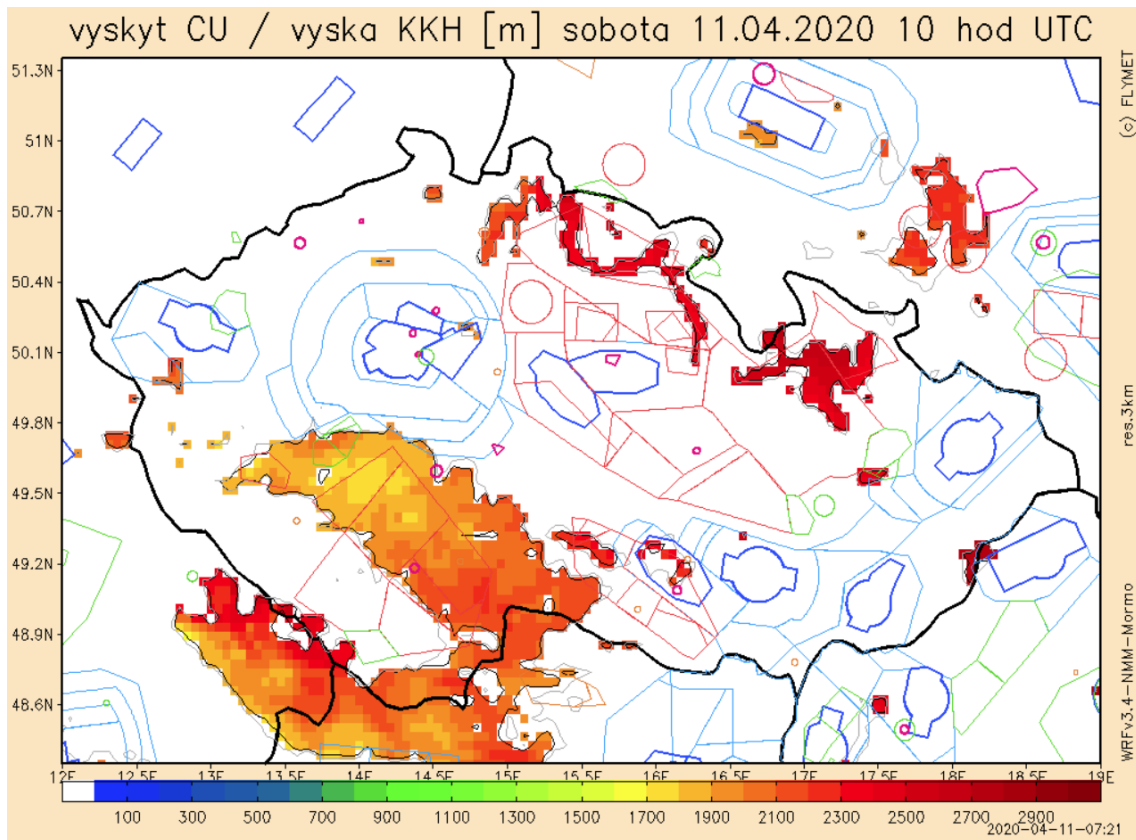 vyskyt CU / vyska KKH [m] sobota 11.04.2020 10 hod UTC
51.3N
51N
50.7N
50.4N
50.1N
49.8N
49.5N
49.2N
48.9N
48.6N
(c) FLYMET
res.3km
WRFv3.4-NMM-Mormo
12E 12.5E 13E 13.5E 14E 14.5E 15E 15.5E 16E 16.5E 17E 17.5E 18E 18.5E 19E
100 300 500 700 900 1100 1300 1500 1700 1900 2100 2300 2500 2700 2900
2020-04-11-07:21